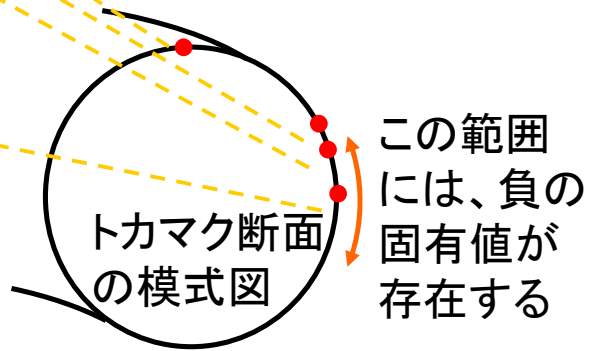 この範囲
には、負の
固有値が
存在する
トカマク断面
の模式図